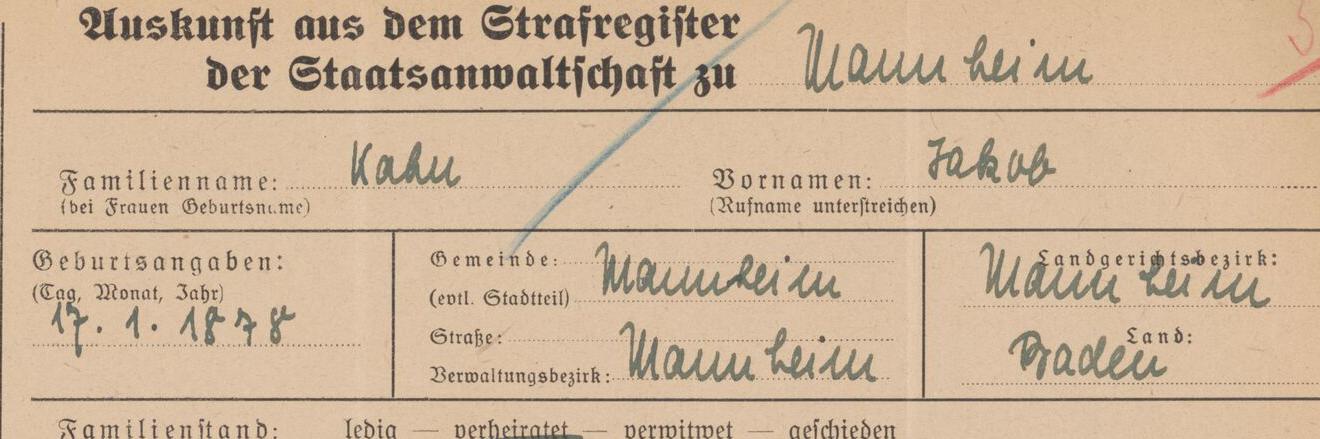 Auskunft aus dem Strafregister
der Staatsanwaltschaft zu Mannheim
Familienname: Kahn Vornamen: Jakob
(bei Frauen Geburtsname) (Rufname unterstreichen)
Geburtsangaben: Gemeinde: Mannheim Landgerichtsbezirk:
(Tag, Monat, Jahr) (evtl. Stadtteil) Mannheim
17. 1. 1878 Straße: Land:
Verwaltungsbezirk: Mannheim Baden
Familienstand: ledig — verheiratet — verwitwet — geschieden